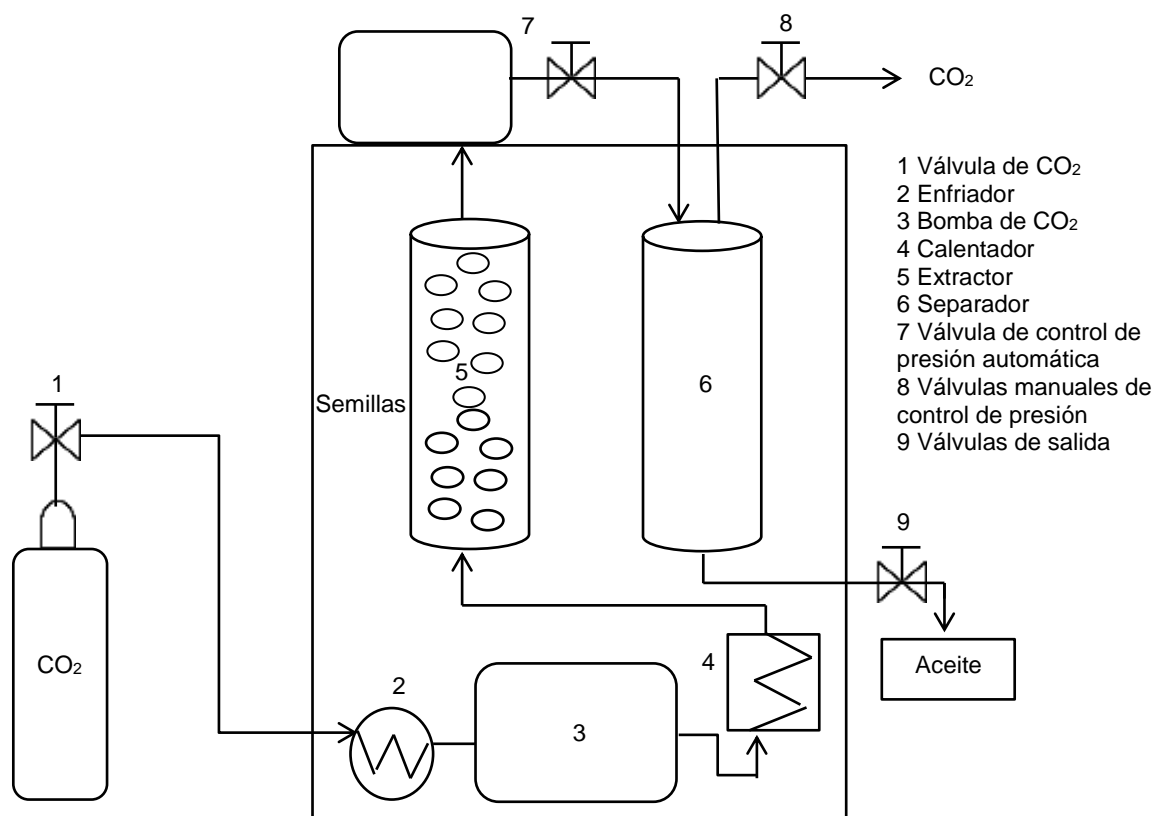 7
8
CO₂
1 Válvula de CO₂
2 Enfriador
3 Bomba de CO₂
4 Calentador
5 Extractor
6 Separador
7 Válvula de control de
presión automática
8 Válvulas manuales de
control de presión
9 Válvulas de salida
1
Semillas
5
6
9
CO₂
2
3
4
Aceite